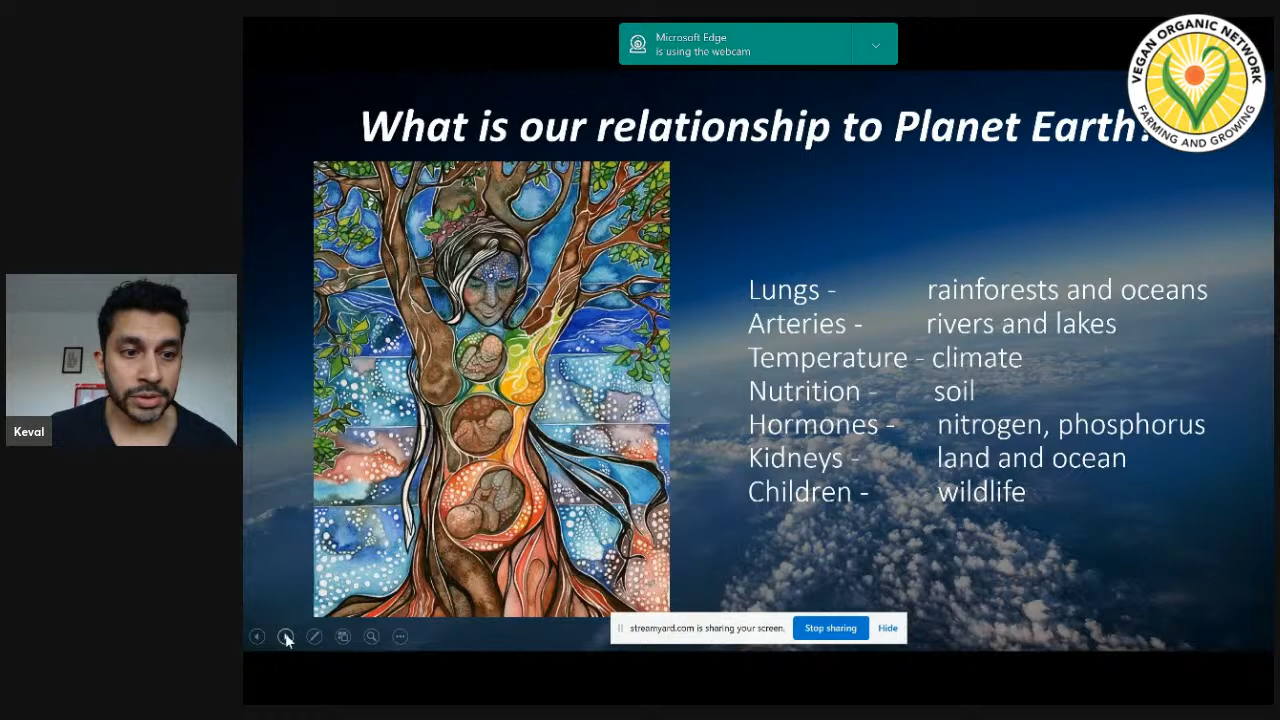 Microsoft Edge
is using the webcam
VEGAN ORGANIC NETWORK
FARMING AND GROWING
What is our relationship to Planet Earth?
Lungs - rainforests and oceans
Arteries - rivers and lakes
Temperature - climate
Nutrition - soil
Hormones - nitrogen, phosphorus
Kidneys - land and ocean
Children - wildlife
Keval
streamyard.com is sharing your screen.
Stop sharing
Hide